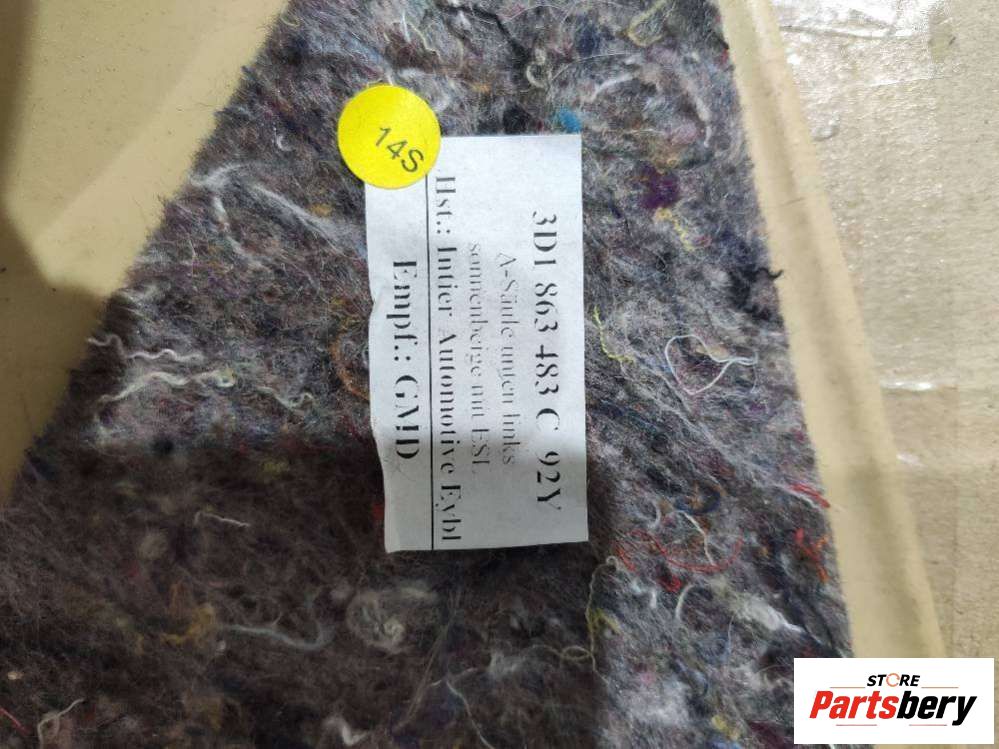 14S
3D1 863 483 C 92Y
A-Säule unten links
sonnenbeige mit ESL
Hst.: Intier Automotive Eybl
Empf.: GMD
STORE
Partsbery